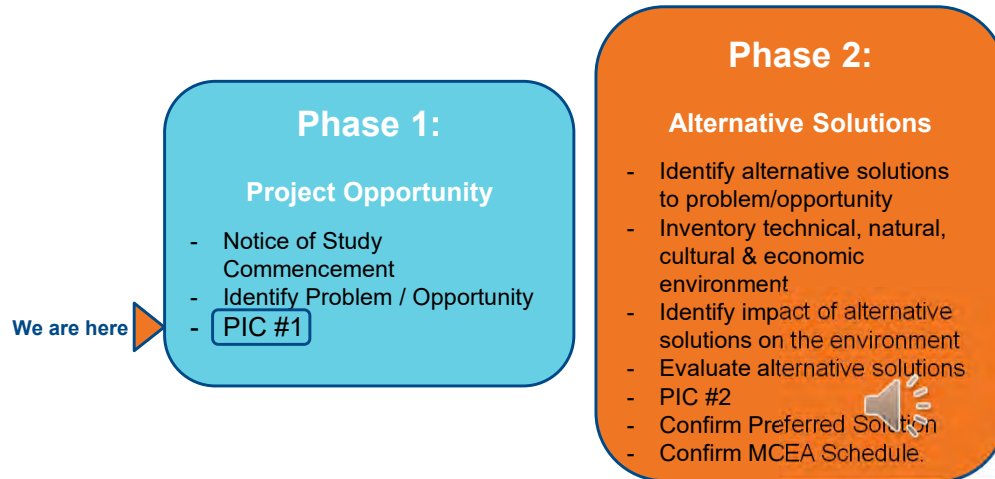 Phase 1:
Project Opportunity
- Notice of Study
Commencement
- Identify Problem / Opportunity
- PIC #1
We are here
Phase 2:
Alternative Solutions
- Identify alternative solutions
to problem/opportunity
- Inventory technical, natural,
cultural & economic
environment
- Identify impact of alternative
solutions on the environment
- Evaluate alternative solutions
- PIC #2
- Confirm Preferred Solution
- Confirm MCEA Schedule.